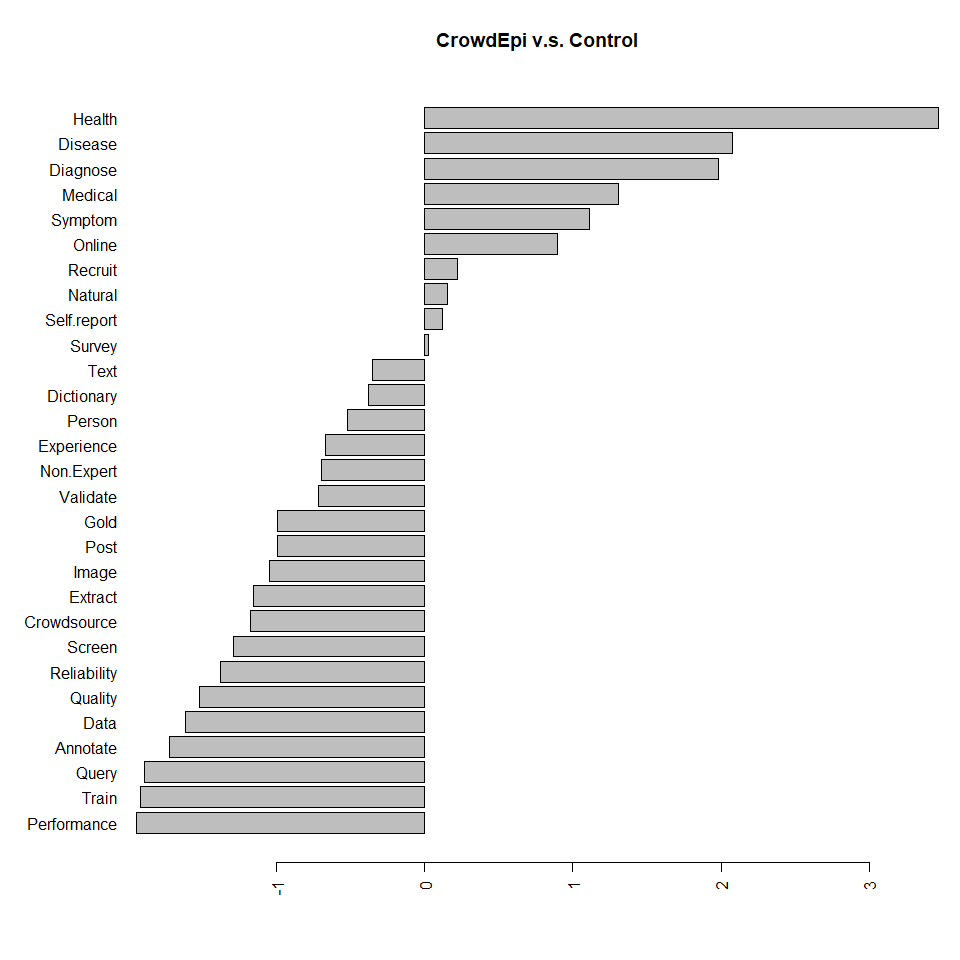 CrowdEpi v.s. Control
Health
Disease
Diagnose
Medical
Symptom
Online
Recruit
Natural
Self.report
Survey
Text
Dictionary
Person
Experience
Non.Expert
Validate
Gold
Post
Image
Extract
Crowdsource
Screen
Reliability
Quality
Data
Annotate
Query
Train
Performance
-1
0
1
2
3